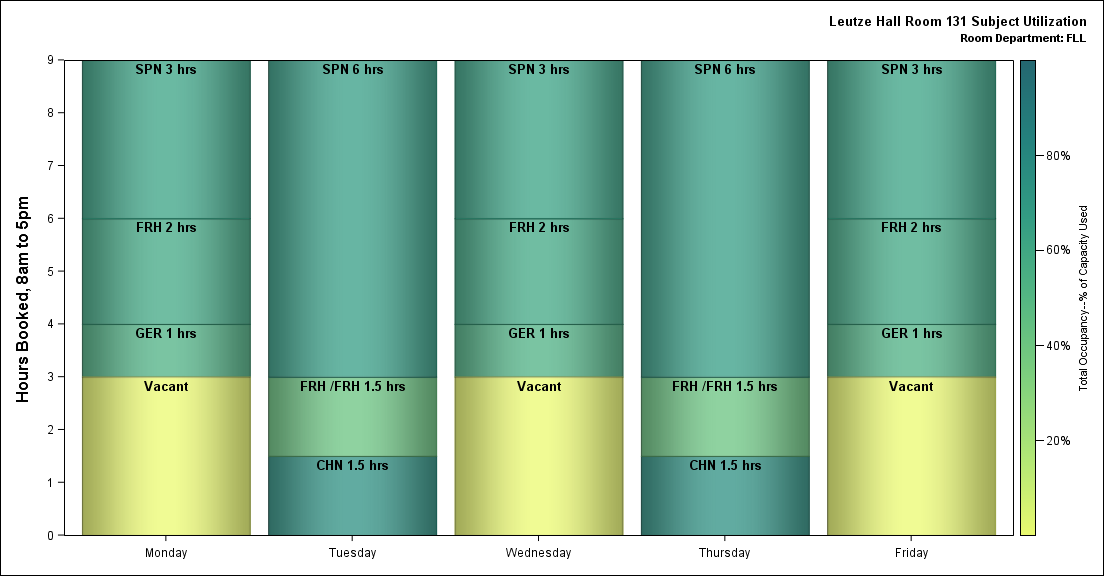 Leutze Hall Room 131 Subject Utilization
Room Department: FLL
Hours Booked, 8am to 5pm
9
8
7
6
5
4
3
2
1
0
SPN 3 hrs
FRH 2 hrs
GER 1 hrs
Vacant
SPN 6 hrs
FRH /FRH 1.5 hrs
CHN 1.5 hrs
SPN 3 hrs
FRH 2 hrs
GER 1 hrs
Vacant
SPN 6 hrs
FRH /FRH 1.5 hrs
CHN 1.5 hrs
SPN 3 hrs
FRH 2 hrs
GER 1 hrs
Vacant
Monday
Tuesday
Wednesday
Thursday
Friday
80%
60%
40%
20%
Total Occupancy--% of Capacity Used